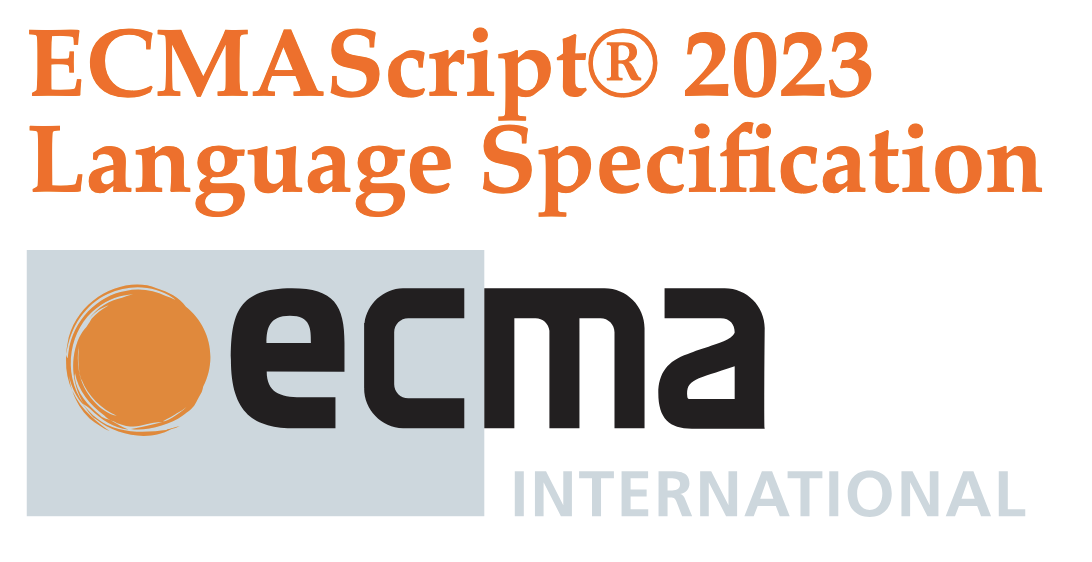 ECMAScript® 2023
Language Specification
ecma
INTERNATIONAL